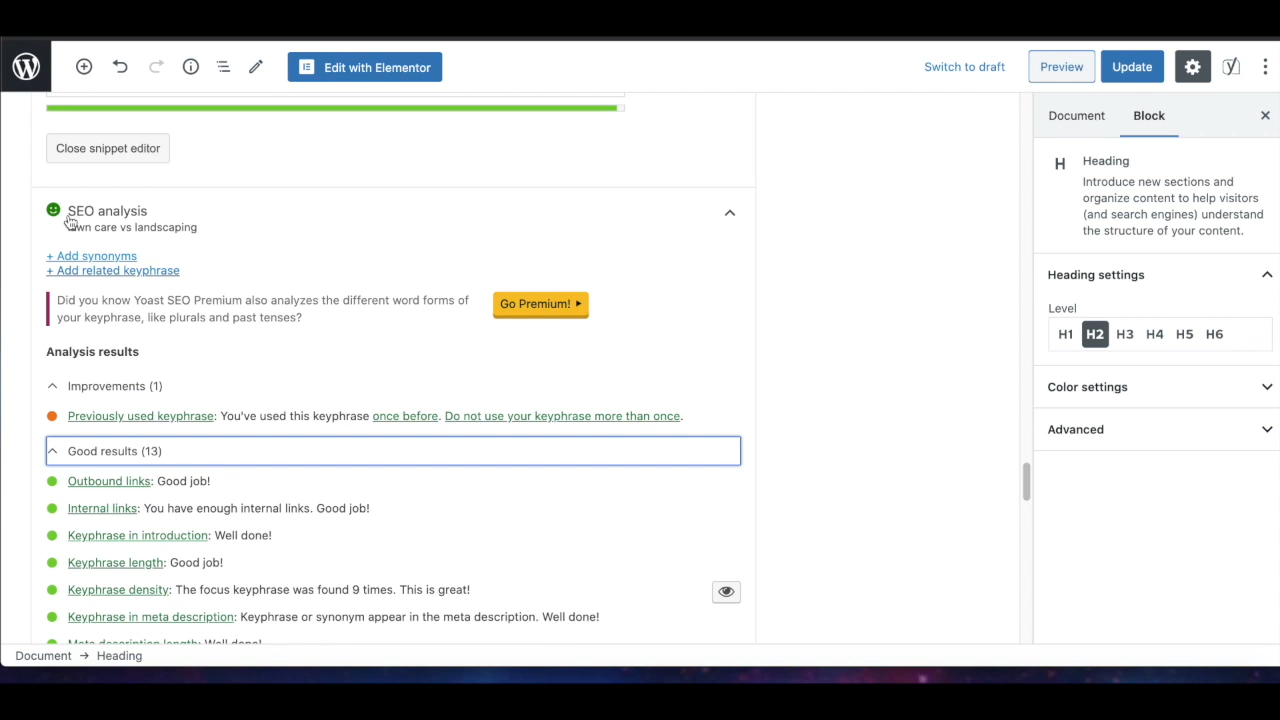 Edit with Elementor
Switch to draft
Preview
Update
Close snippet editor
SEO analysis
care vs landscaping
+ Add synonyms
+ Add related keyphrase
Did you know Yoast SEO Premium also analyzes the different word forms of
your keyphrase, like plurals and past tenses?
Go Premium!
Analysis results
Improvements (1)
Previously used keyphrase: You've used this keyphrase once before. Do not use your keyphrase more than once.
Good results (13)
Outbound links: Good job!
Internal links: You have enough internal links. Good job!
Keyphrase in introduction: Well done!
Keyphrase length: Good job!
Keyphrase density: The focus keyphrase was found 9 times. This is great!
Keyphrase in meta description: Keyphrase or synonym appear in the meta description. Well done!
Meta description length: Well done!
Document → Heading
Document
Block
Heading
Introduce new sections and
organize content to help visitors
(and search engines) understand
the structure of your content.
Heading settings
Level
H1 H2 H3 H4 H5 H6
Color settings
Advanced